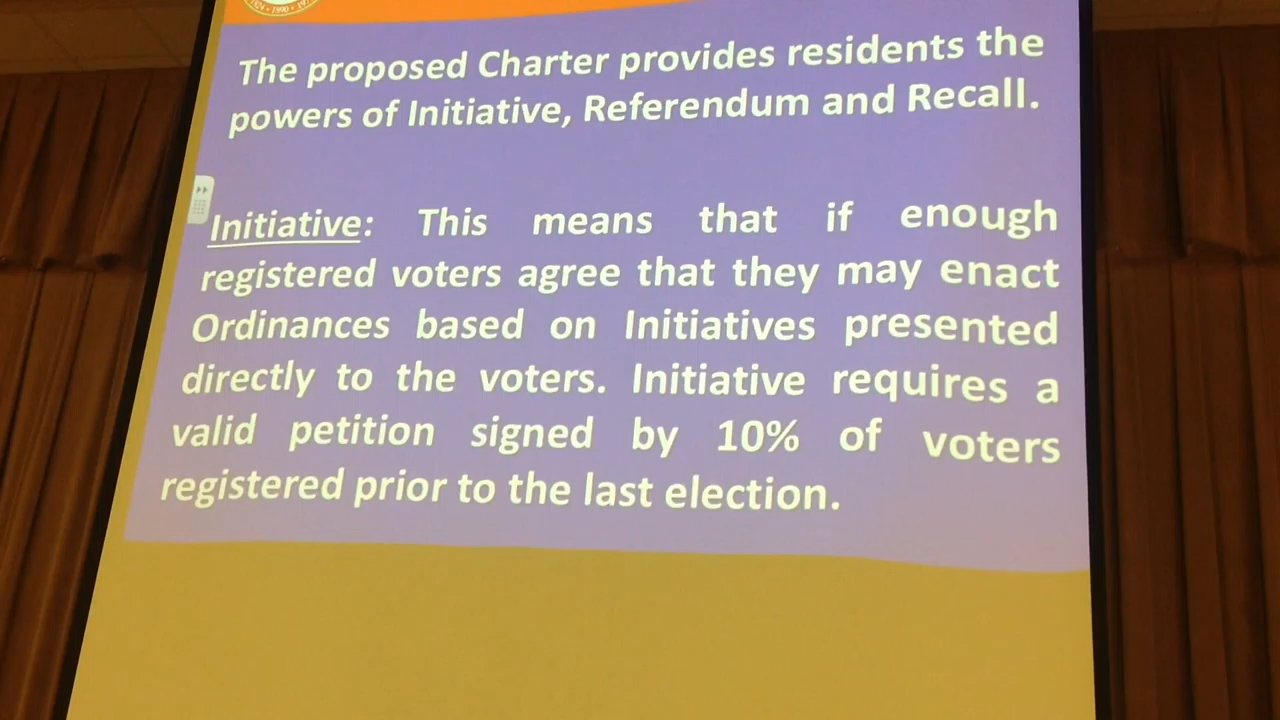 The proposed Charter provides residents the
powers of Initiative, Referendum and Recall.
Initiative: This means that if enough
registered voters agree that they may enact
Ordinances based on Initiatives presented
directly to the voters. Initiative requires a
valid petition signed by 10% of voters
registered prior to the last election.